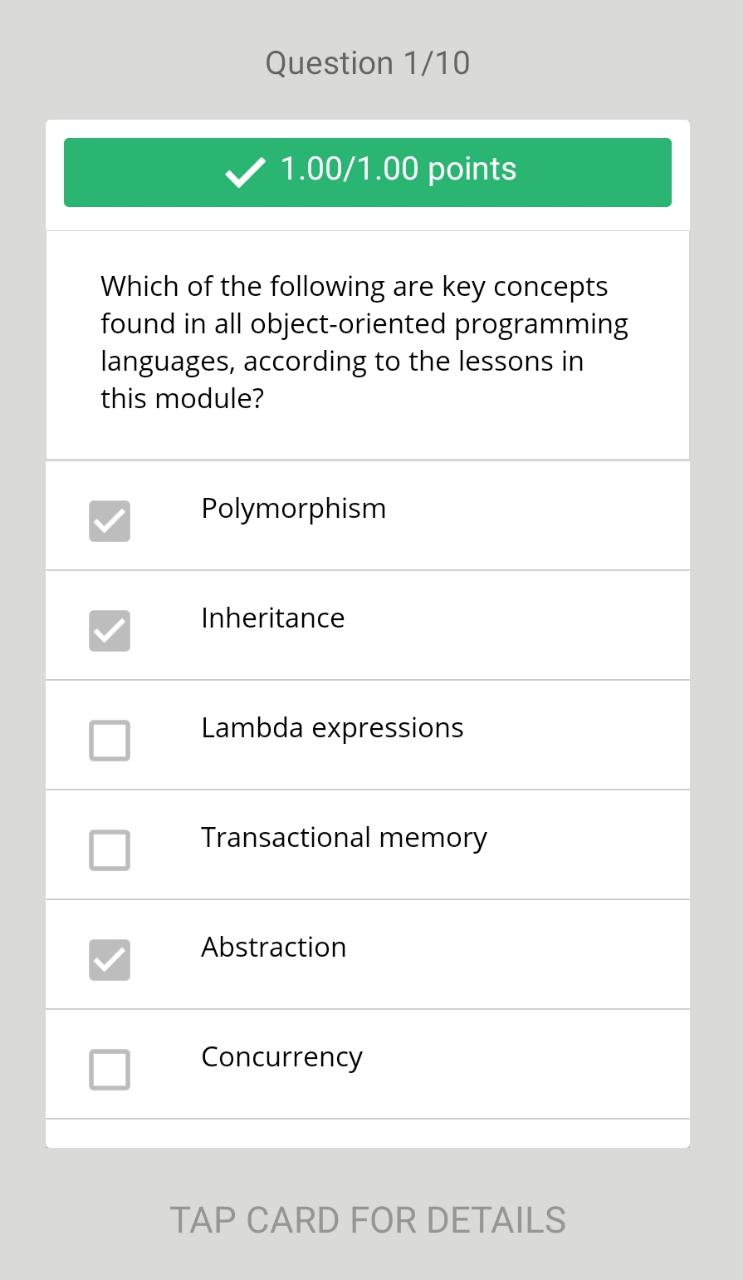 Question 1/10
1.00/1.00 points
Which of the following are key concepts
found in all object-oriented programming
languages, according to the lessons in
this module?
Polymorphism
Inheritance
Lambda expressions
Transactional memory
Abstraction
Concurrency
TAP CARD FOR DETAILS